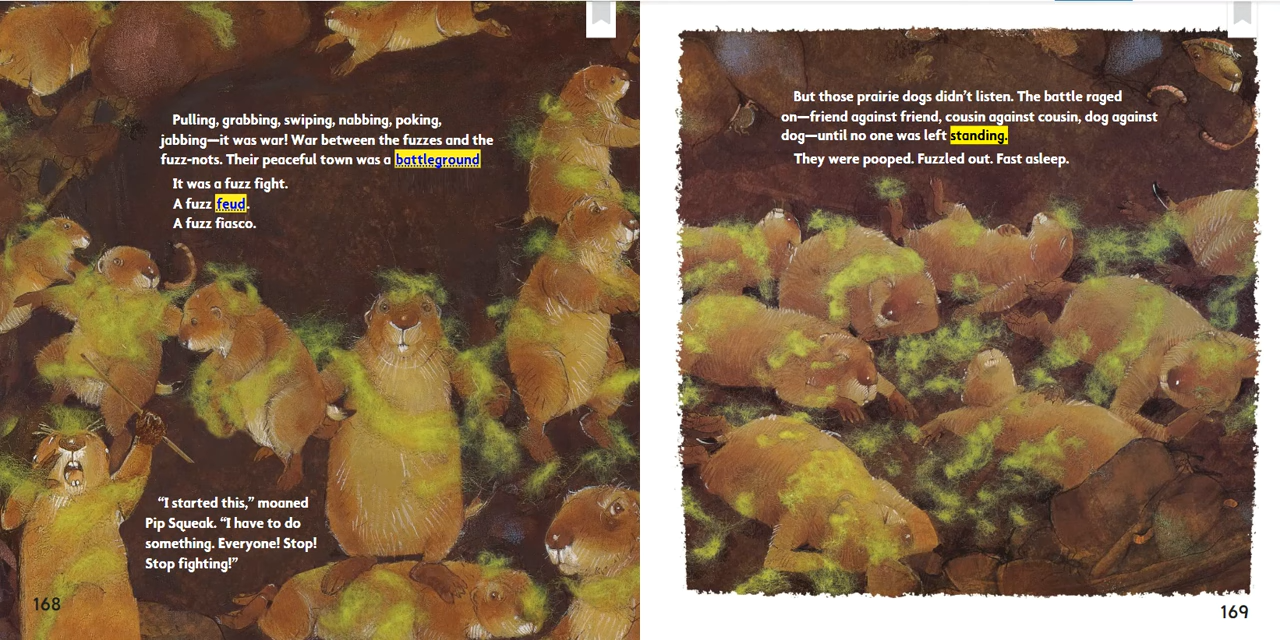 Pulling, grabbing, swiping, nabbing, poking,
jabbing—it was war! War between the fuzzes and the
fuzz-nots. Their peaceful town was a battleground
It was a fuzz fight.
A fuzz feud.
A fuzz fiasco.
“I started this,” moaned
Pip Squeak. “I have to do
something. Everyone! Stop!
Stop fighting!”
168
But those prairie dogs didn’t listen. The battle raged
on—friend against friend, cousin against cousin, dog against
dog—until no one was left standing.
They were pooped. Fuzzled out. Fast asleep.
169